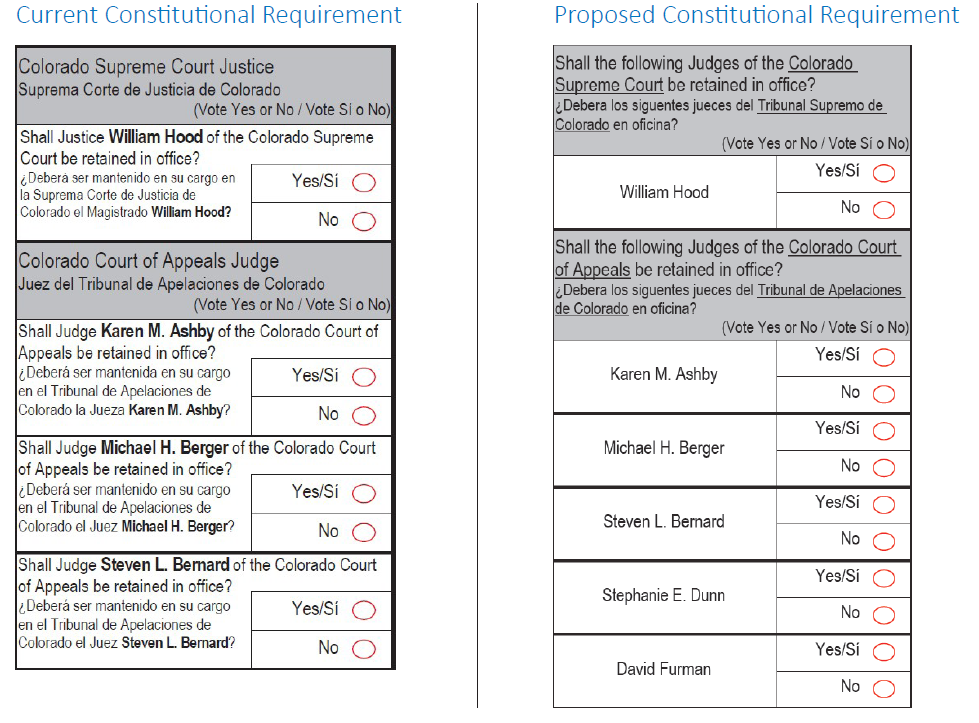 Current Constitutional Requirement
Colorado Supreme Court Justice
Suprema Corte de Justicia de Colorado
(Vote Yes or No / Vote Sí o No)
Shall Justice William Hood of the Colorado Supreme
Court be retained in office?
¿Deberá ser mantenido en su cargo en
la Suprema Corte de Justicia de
Colorado el Magistrado William Hood?
Yes/Sí
No
Colorado Court of Appeals Judge
Juez del Tribunal de Apelaciones de Colorado
(Vote Yes or No / Vote Sí o No)
Shall Judge Karen M. Ashby of the Colorado Court of
Appeals be retained in office?
¿Deberá ser mantenida en su cargo
en el Tribunal de Apelaciones de
Colorado la Jueza Karen M. Ashby?
Yes/Sí
No
Shall Judge Michael H. Berger of the Colorado Court
of Appeals be retained in office?
¿Deberá ser mantenido en su cargo
en el Tribunal de Apelaciones de
Colorado el Juez Michael H. Berger?
Yes/Sí
No
Shall Judge Steven L. Bernard of the Colorado Court
of Appeals be retained in office?
¿Deberá ser mantenido en su cargo
en el Tribunal de Apelaciones de
Colorado el Juez Steven L. Bernard?
Yes/Sí
No
Proposed Constitutional Requirement
Shall the following Judges of the Colorado
Supreme Court be retained in office?
¿Debera los siguentes jueces del Tribunal Supremo de
Colorado en oficina?
(Vote Yes or No / Vote Sí o No)
William Hood
Yes/Sí
No
Shall the following Judges of the Colorado Court
of Appeals be retained in office?
¿Debera los siguentes jueces del Tribunal de Apelaciones
de Colorado en oficina?
(Vote Yes or No / Vote Sí o No)
Karen M. Ashby
Yes/Sí
No
Michael H. Berger
Yes/Sí
No
Steven L. Bernard
Yes/Sí
No
Stephanie E. Dunn
Yes/Sí
No
David Furman
Yes/Sí
No